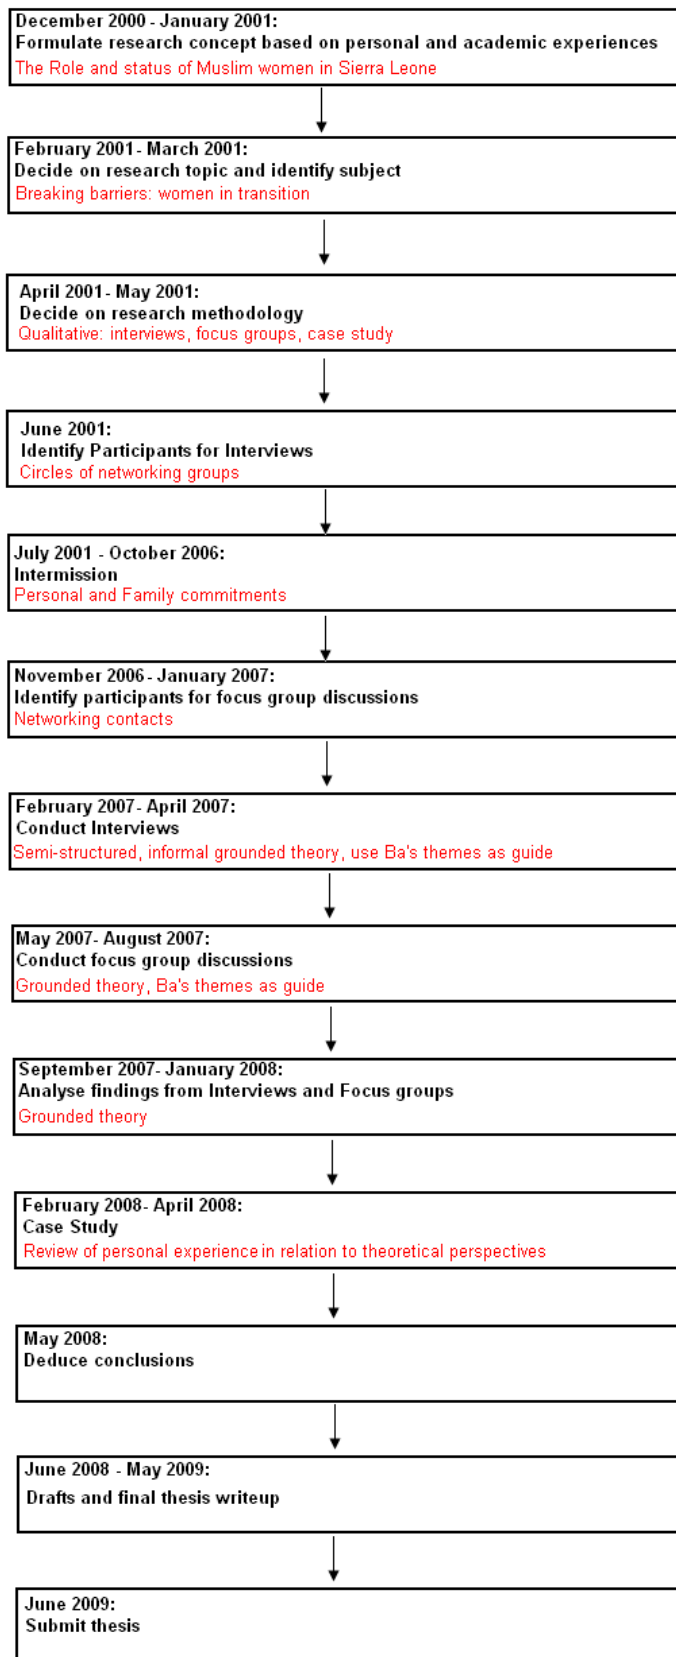 December 2000 - January 2001:
Formulate research concept based on personal and academic experiences
The Role and status of Muslim women in Sierra Leone
February 2001 - March 2001:
Decide on research topic and identify subject
Breaking barriers: women in transition
April 2001 - May 2001:
Decide on research methodology
Qualitative: interviews, focus groups, case study
June 2001:
Identify Participants for Interviews
Circles of networking groups
July 2001 - October 2006:
Intermission
Personal and Family commitments
November 2006 - January 2007:
Identify participants for focus group discussions
Networking contacts
February 2007 - April 2007:
Conduct Interviews
Semi-structured, informal grounded theory, use Ba's themes as guide
May 2007- August 2007:
Conduct focus group discussions
Grounded theory, Ba's themes as guide
September 2007- January 2008:
Analyse findings from Interviews and Focus groups
Grounded theory
February 2008- April 2008:
Case Study
Review of personal experience in relation to theoretical perspectives
May 2008:
Deduce conclusions
June 2008 - May 2009:
Drafts and final thesis writeup
June 2009:
Submit thesis